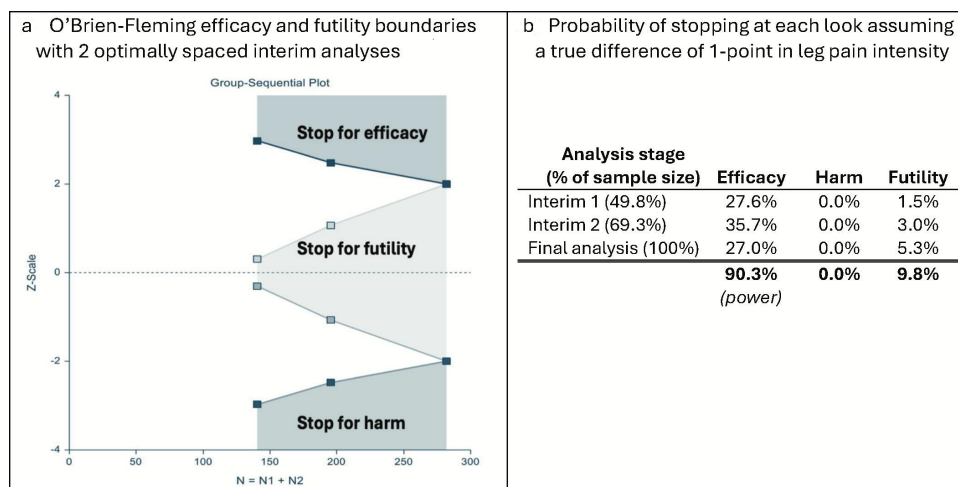 a O’Brien-Fleming efficacy and futility boundaries
with 2 optimally spaced interim analyses
Group-Sequential Plot
4
Stop for efficacy
2
Stop for futility
0
Z-Scale
-2
Stop for harm
-4
0 50 100 150 200 250 300
N = N1 + N2
b Probability of stopping at each look assuming
a true difference of 1-point in leg pain intensity
Analysis stage
(% of sample size) Efficacy Harm Futility
Interim 1 (49.8%) 27.6% 0.0% 1.5%
Interim 2 (69.3%) 35.7% 0.0% 3.0%
Final analysis (100%) 27.0% 0.0% 5.3%
90.3% 0.0% 9.8%
(power)